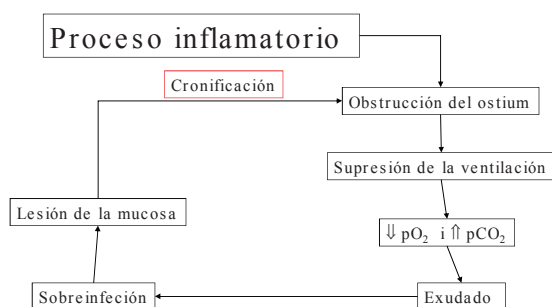 Proceso inflamatorio
Cronificación
Obstrucción del ostium
Supresión de la ventilación
Lesión de la mucosa
⇓ pO₂ i ⇑ pCO₂
Sobreinfeción
Exudado